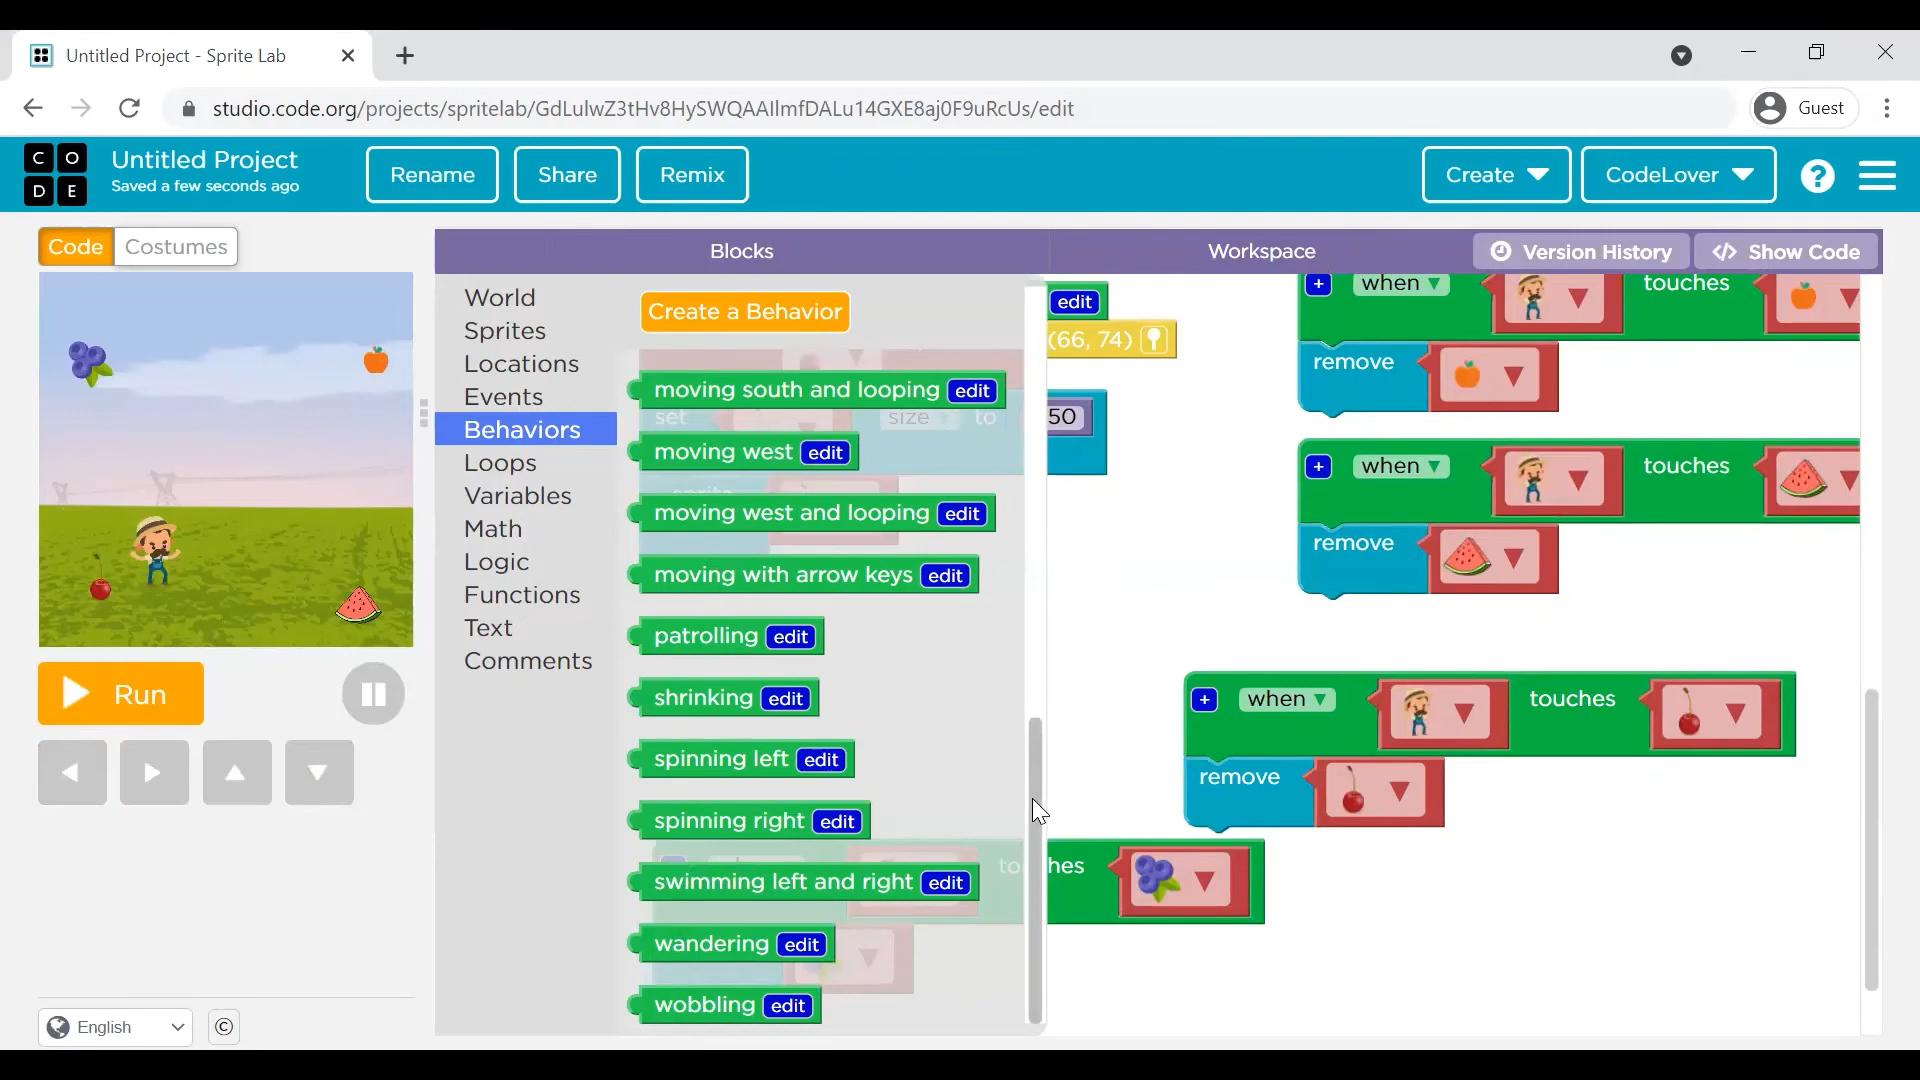 Untitled Project - Sprite Lab
studio.code.org/projects/spritelab/GdLulwZ3tHv8HySWQAAIlmfDALu14GXE8aj0F9uRcUs/edit
Guest
C O
D E
Untitled Project
Saved a few seconds ago
Rename
Share
Remix
Create
CodeLover
?
Code
Costumes
Blocks
Workspace
Version History
Show Code
World
Sprites
Locations
Events
Behaviors
Loops
Variables
Math
Logic
Functions
Text
Comments
Create a Behavior
moving south and looping edit
set size to 50
moving west edit
sprite
moving west and looping edit
moving with arrow keys edit
patrolling edit
shrinking edit
spinning left edit
spinning right edit
swimming left and right edit
wandering edit
wobbling edit
edit
(66, 74)
when touches
remove
when touches
remove
when touches
remove
touches
Run
English
©